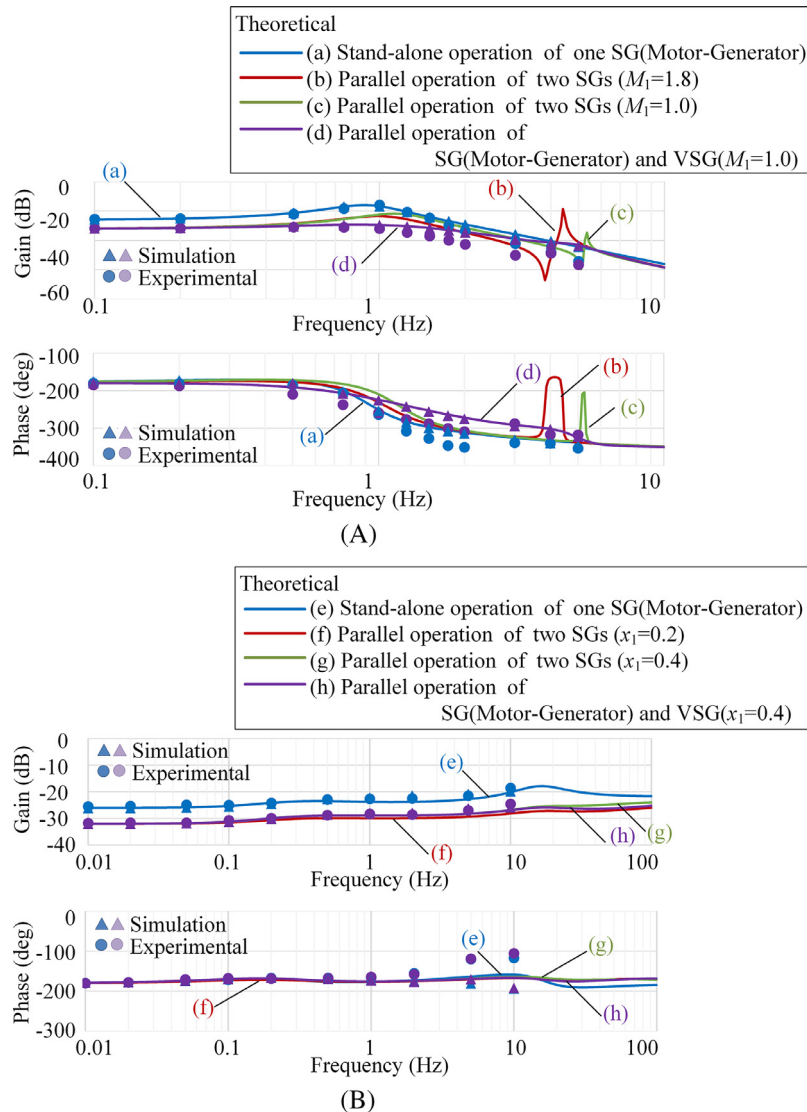 Theoretical
(a) Stand-alone operation of one SG(Motor-Generator)
(b) Parallel operation of two SGs (M1=1.8)
(c) Parallel operation of two SGs (M1=1.0)
(d) Parallel operation of
SG(Motor-Generator) and VSG(M1=1.0)
(a)
(b)
(c)
(d)
0
-20
-40
-60
Gain (dB)
Simulation
Experimental
0.1
1
10
Frequency (Hz)
-100
-200
-300
-400
Phase (deg)
(d)
(b)
(c)
(a)
Simulation
Experimental
0.1
1
10
Frequency (Hz)
(A)
Theoretical
(e) Stand-alone operation of one SG(Motor-Generator)
(f) Parallel operation of two SGs (x1=0.2)
(g) Parallel operation of two SGs (x1=0.4)
(h) Parallel operation of
SG(Motor-Generator) and VSG(x1=0.4)
0
-10
-20
-30
-40
Gain (dB)
Simulation
Experimental
(e)
(f)
(h)
(g)
0.01
0.1
1
10
100
Frequency (Hz)
0
-100
-200
-300
Phase (deg)
Simulation
Experimental
(e)
(g)
(f)
(h)
0.01
0.1
1
10
100
Frequency (Hz)
(B)